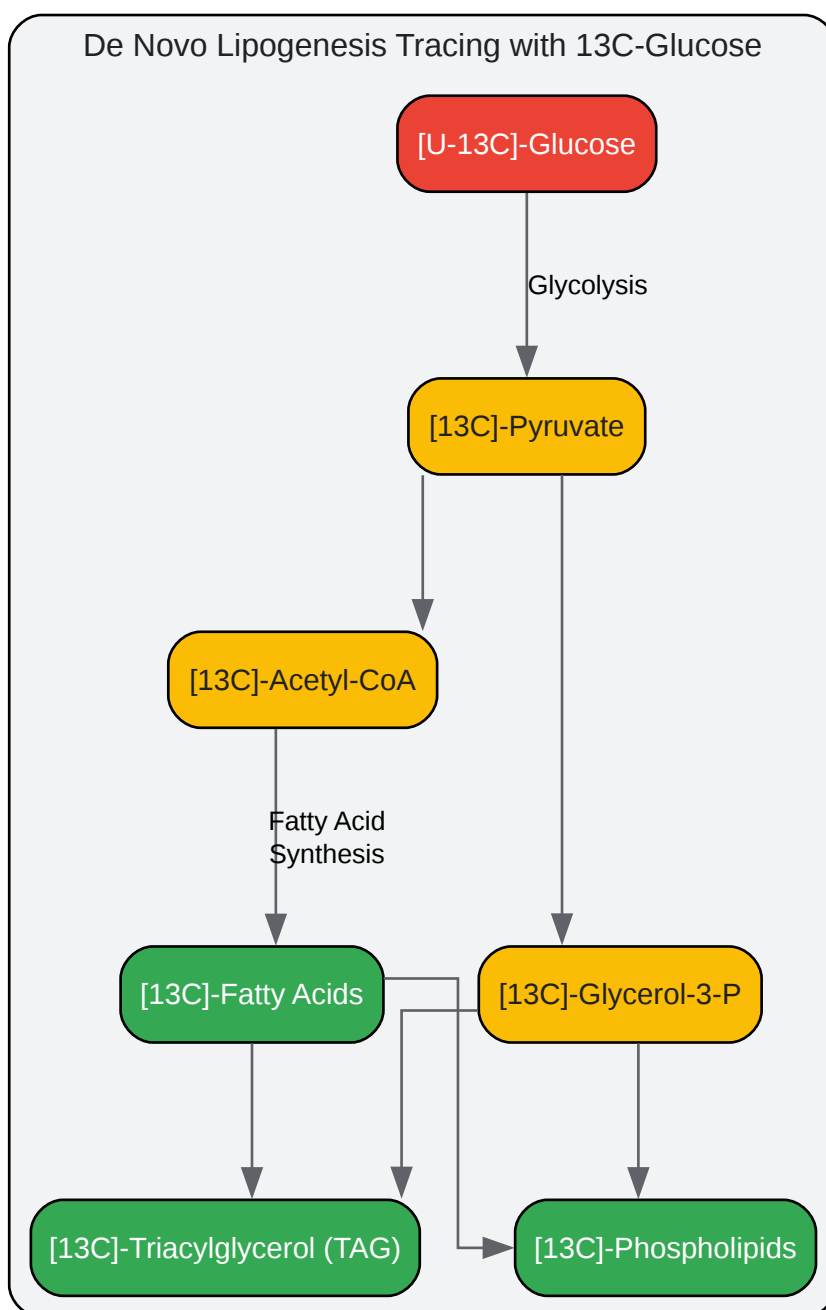 De Novo Lipogenesis Tracing with 13C-Glucose
[U-13C]-Glucose
Glycolysis
[13C]-Pyruvate
[13C]-Acetyl-CoA
Fatty Acid
Synthesis
[13C]-Fatty Acids
[13C]-Glycerol-3-P
[13C]-Triacylglycerol (TAG)
[13C]-Phospholipids